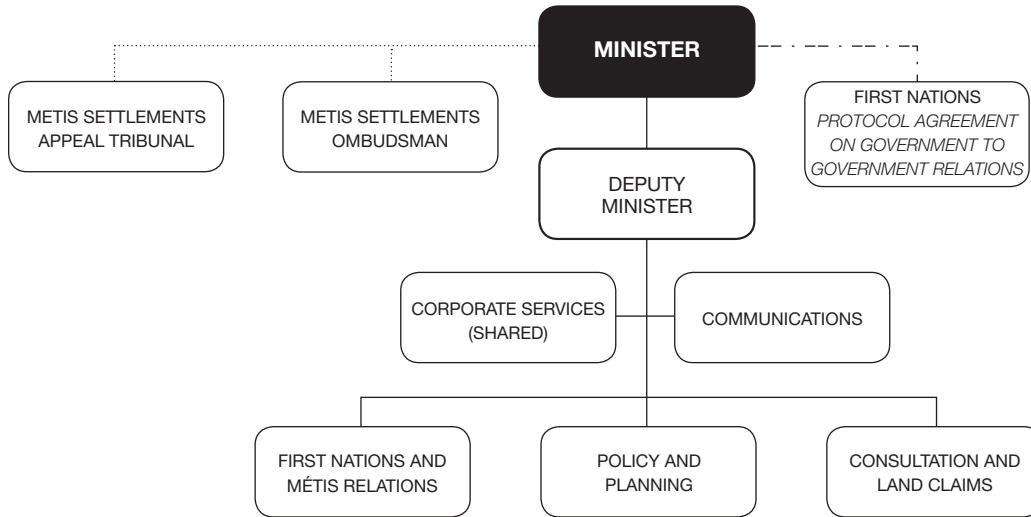 MINISTER
METIS SETTLEMENTS
APPEAL TRIBUNAL
METIS SETTLEMENTS
OMBUDSMAN
FIRST NATIONS
PROTOCOL AGREEMENT
ON GOVERNMENT TO
GOVERNMENT RELATIONS
DEPUTY
MINISTER
CORPORATE SERVICES
(SHARED)
COMMUNICATIONS
FIRST NATIONS AND
MÉTIS RELATIONS
POLICY AND
PLANNING
CONSULTATION AND
LAND CLAIMS